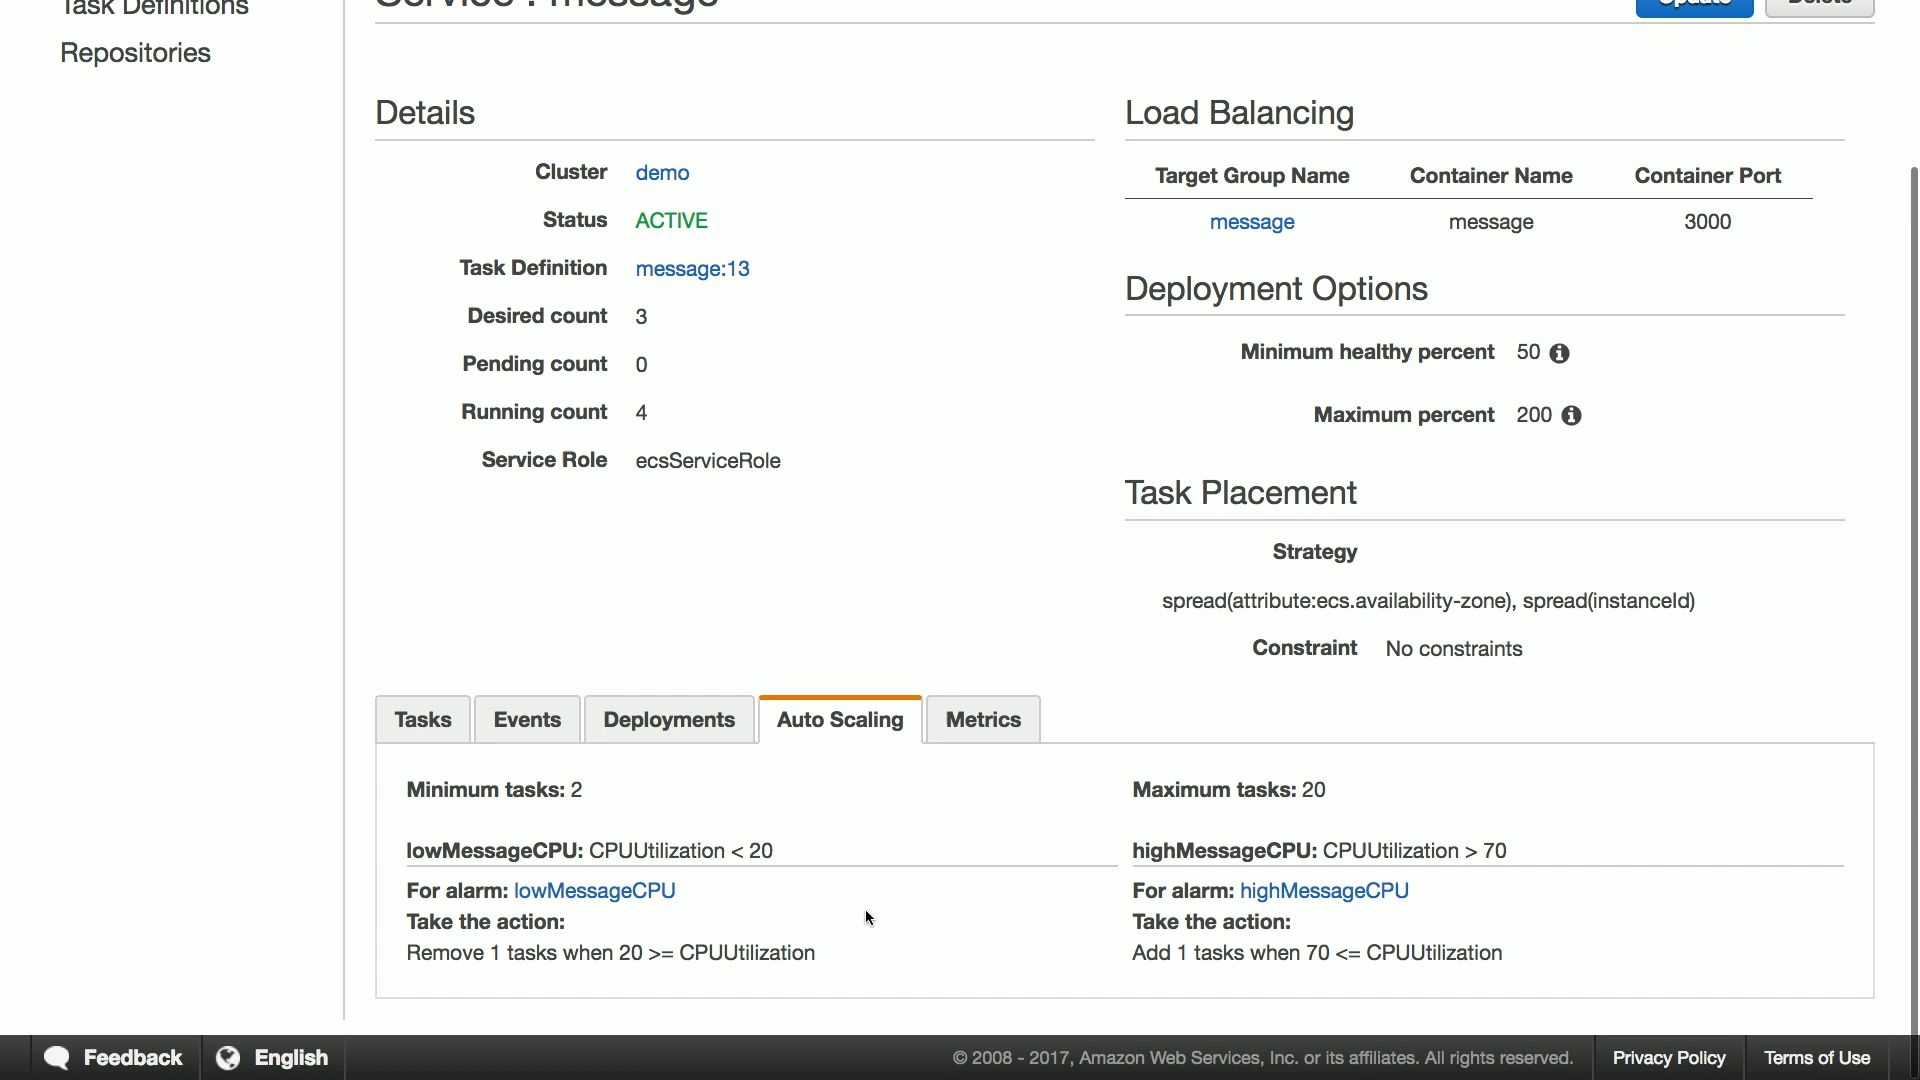 Task Definitions
Service : message
Update
Delete
Repositories
Details
Cluster demo
Status ACTIVE
Task Definition message:13
Desired count 3
Pending count 0
Running count 4
Service Role ecsServiceRole
Load Balancing
Target Group Name Container Name Container Port
message message 3000
Deployment Options
Minimum healthy percent 50
Maximum percent 200
Task Placement
Strategy
spread(attribute:ecs.availability-zone), spread(instanceId)
Constraint No constraints
Tasks Events Deployments Auto Scaling Metrics
Minimum tasks: 2
lowMessageCPU: CPUUtilization < 20
For alarm: lowMessageCPU
Take the action:
Remove 1 tasks when 20 >= CPUUtilization
Maximum tasks: 20
highMessageCPU: CPUUtilization > 70
For alarm: highMessageCPU
Take the action:
Add 1 tasks when 70 <= CPUUtilization
Feedback English © 2008 - 2017, Amazon Web Services, Inc. or its affiliates. All rights reserved. Privacy Policy Terms of Use